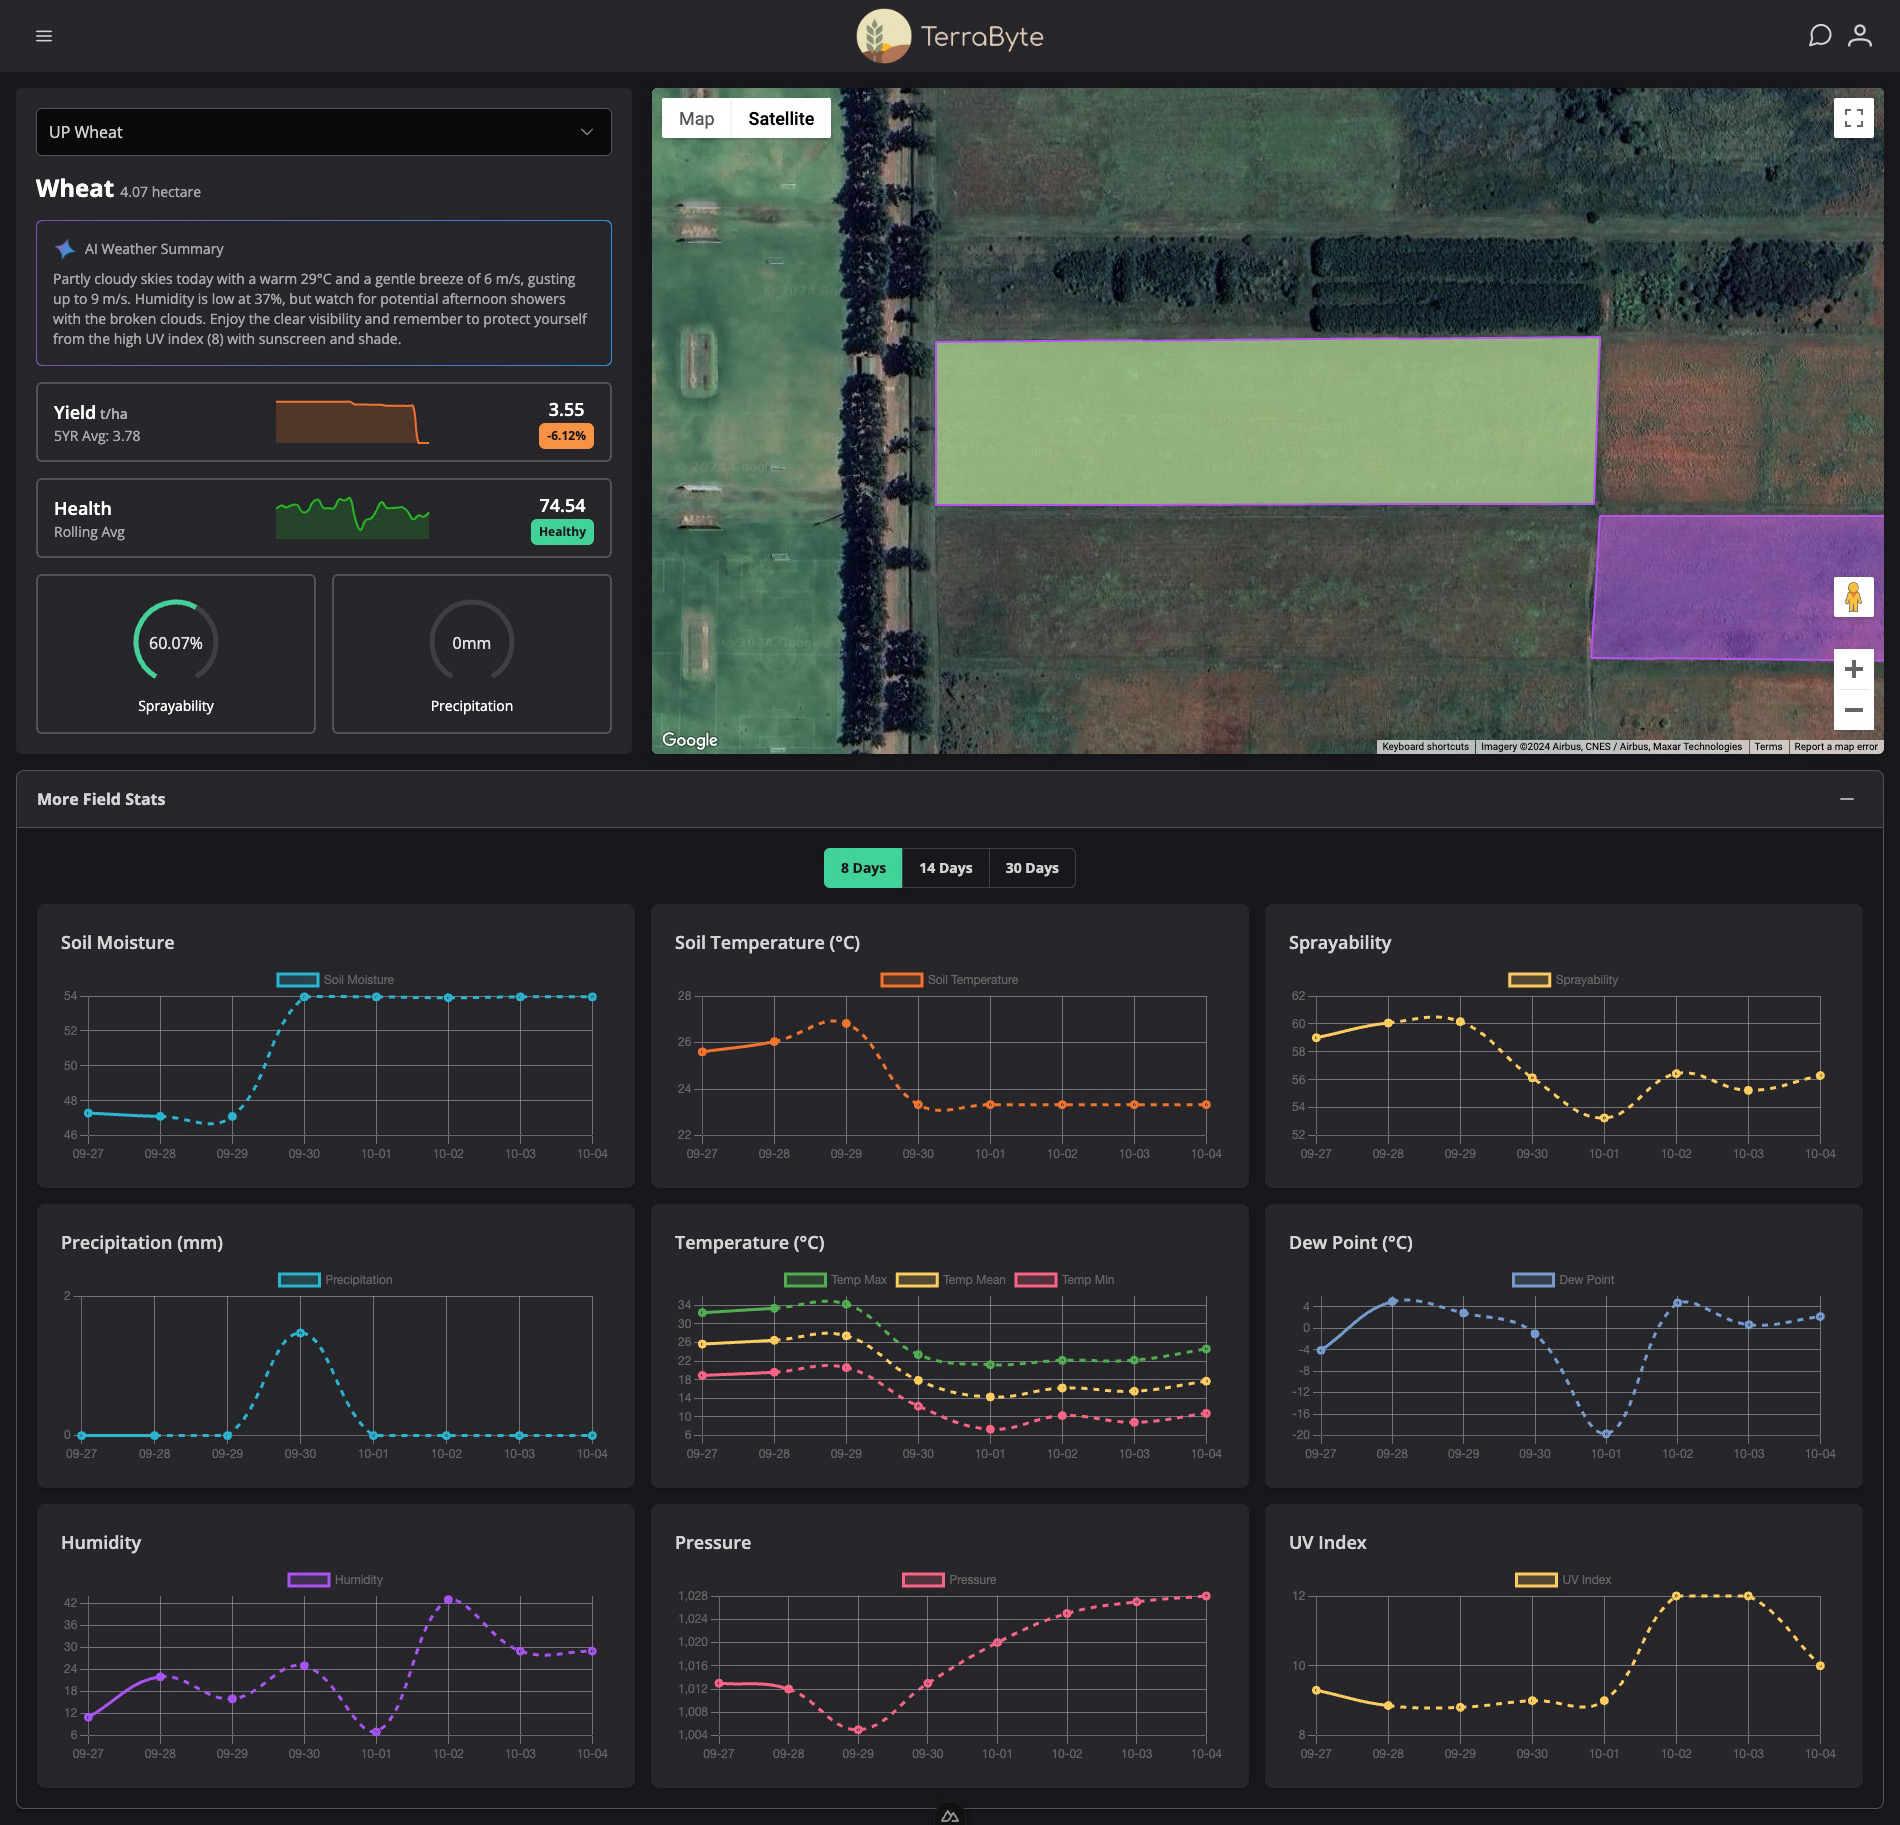 TerraByte
UP Wheat
Wheat 4.07 hectare
AI Weather Summary
Partly cloudy skies today with a warm 29°C and a gentle breeze of 6 m/s, gusting
up to 9 m/s. Humidity is low at 37%, but watch for potential afternoon showers
with the broken clouds. Enjoy the clear visibility and remember to protect yourself
from the high UV index (8) with sunscreen and shade.
Yield t/ha
5YR Avg: 3.78
3.55
-6.12%
Health
Rolling Avg
74.54
Healthy
60.07%
Sprayability
0mm
Precipitation
Map Satellite
Google
Keyboard shortcuts Imagery ©2024 Airbus, CNES / Airbus, Maxar Technologies Terms Report a map error
More Field Stats
8 Days 14 Days 30 Days
Soil Moisture
Soil Moisture
54
52
50
48
46
09-27 09-28 09-29 09-30 10-01 10-02 10-03 10-04
Soil Temperature (°C)
Soil Temperature
28
26
24
22
09-27 09-28 09-29 09-30 10-01 10-02 10-03 10-04
Sprayability
Sprayability
62
60
58
56
54
52
09-27 09-28 09-29 09-30 10-01 10-02 10-03 10-04
Precipitation (mm)
Precipitation
2
0
09-27 09-28 09-29 09-30 10-01 10-02 10-03 10-04
Temperature (°C)
Temp Max Temp Mean Temp Min
34
30
26
22
18
14
10
6
09-27 09-28 09-29 09-30 10-01 10-02 10-03 10-04
Dew Point (°C)
Dew Point
4
0
-4
-8
-12
-16
-20
09-27 09-28 09-29 09-30 10-01 10-02 10-03 10-04
Humidity
Humidity
42
36
30
24
18
12
6
09-27 09-28 09-29 09-30 10-01 10-02 10-03 10-04
Pressure
Pressure
1,028
1,024
1,020
1,016
1,012
1,008
1,004
09-27 09-28 09-29 09-30 10-01 10-02 10-03 10-04
UV Index
UV Index
12
10
8
09-27 09-28 09-29 09-30 10-01 10-02 10-03 10-04